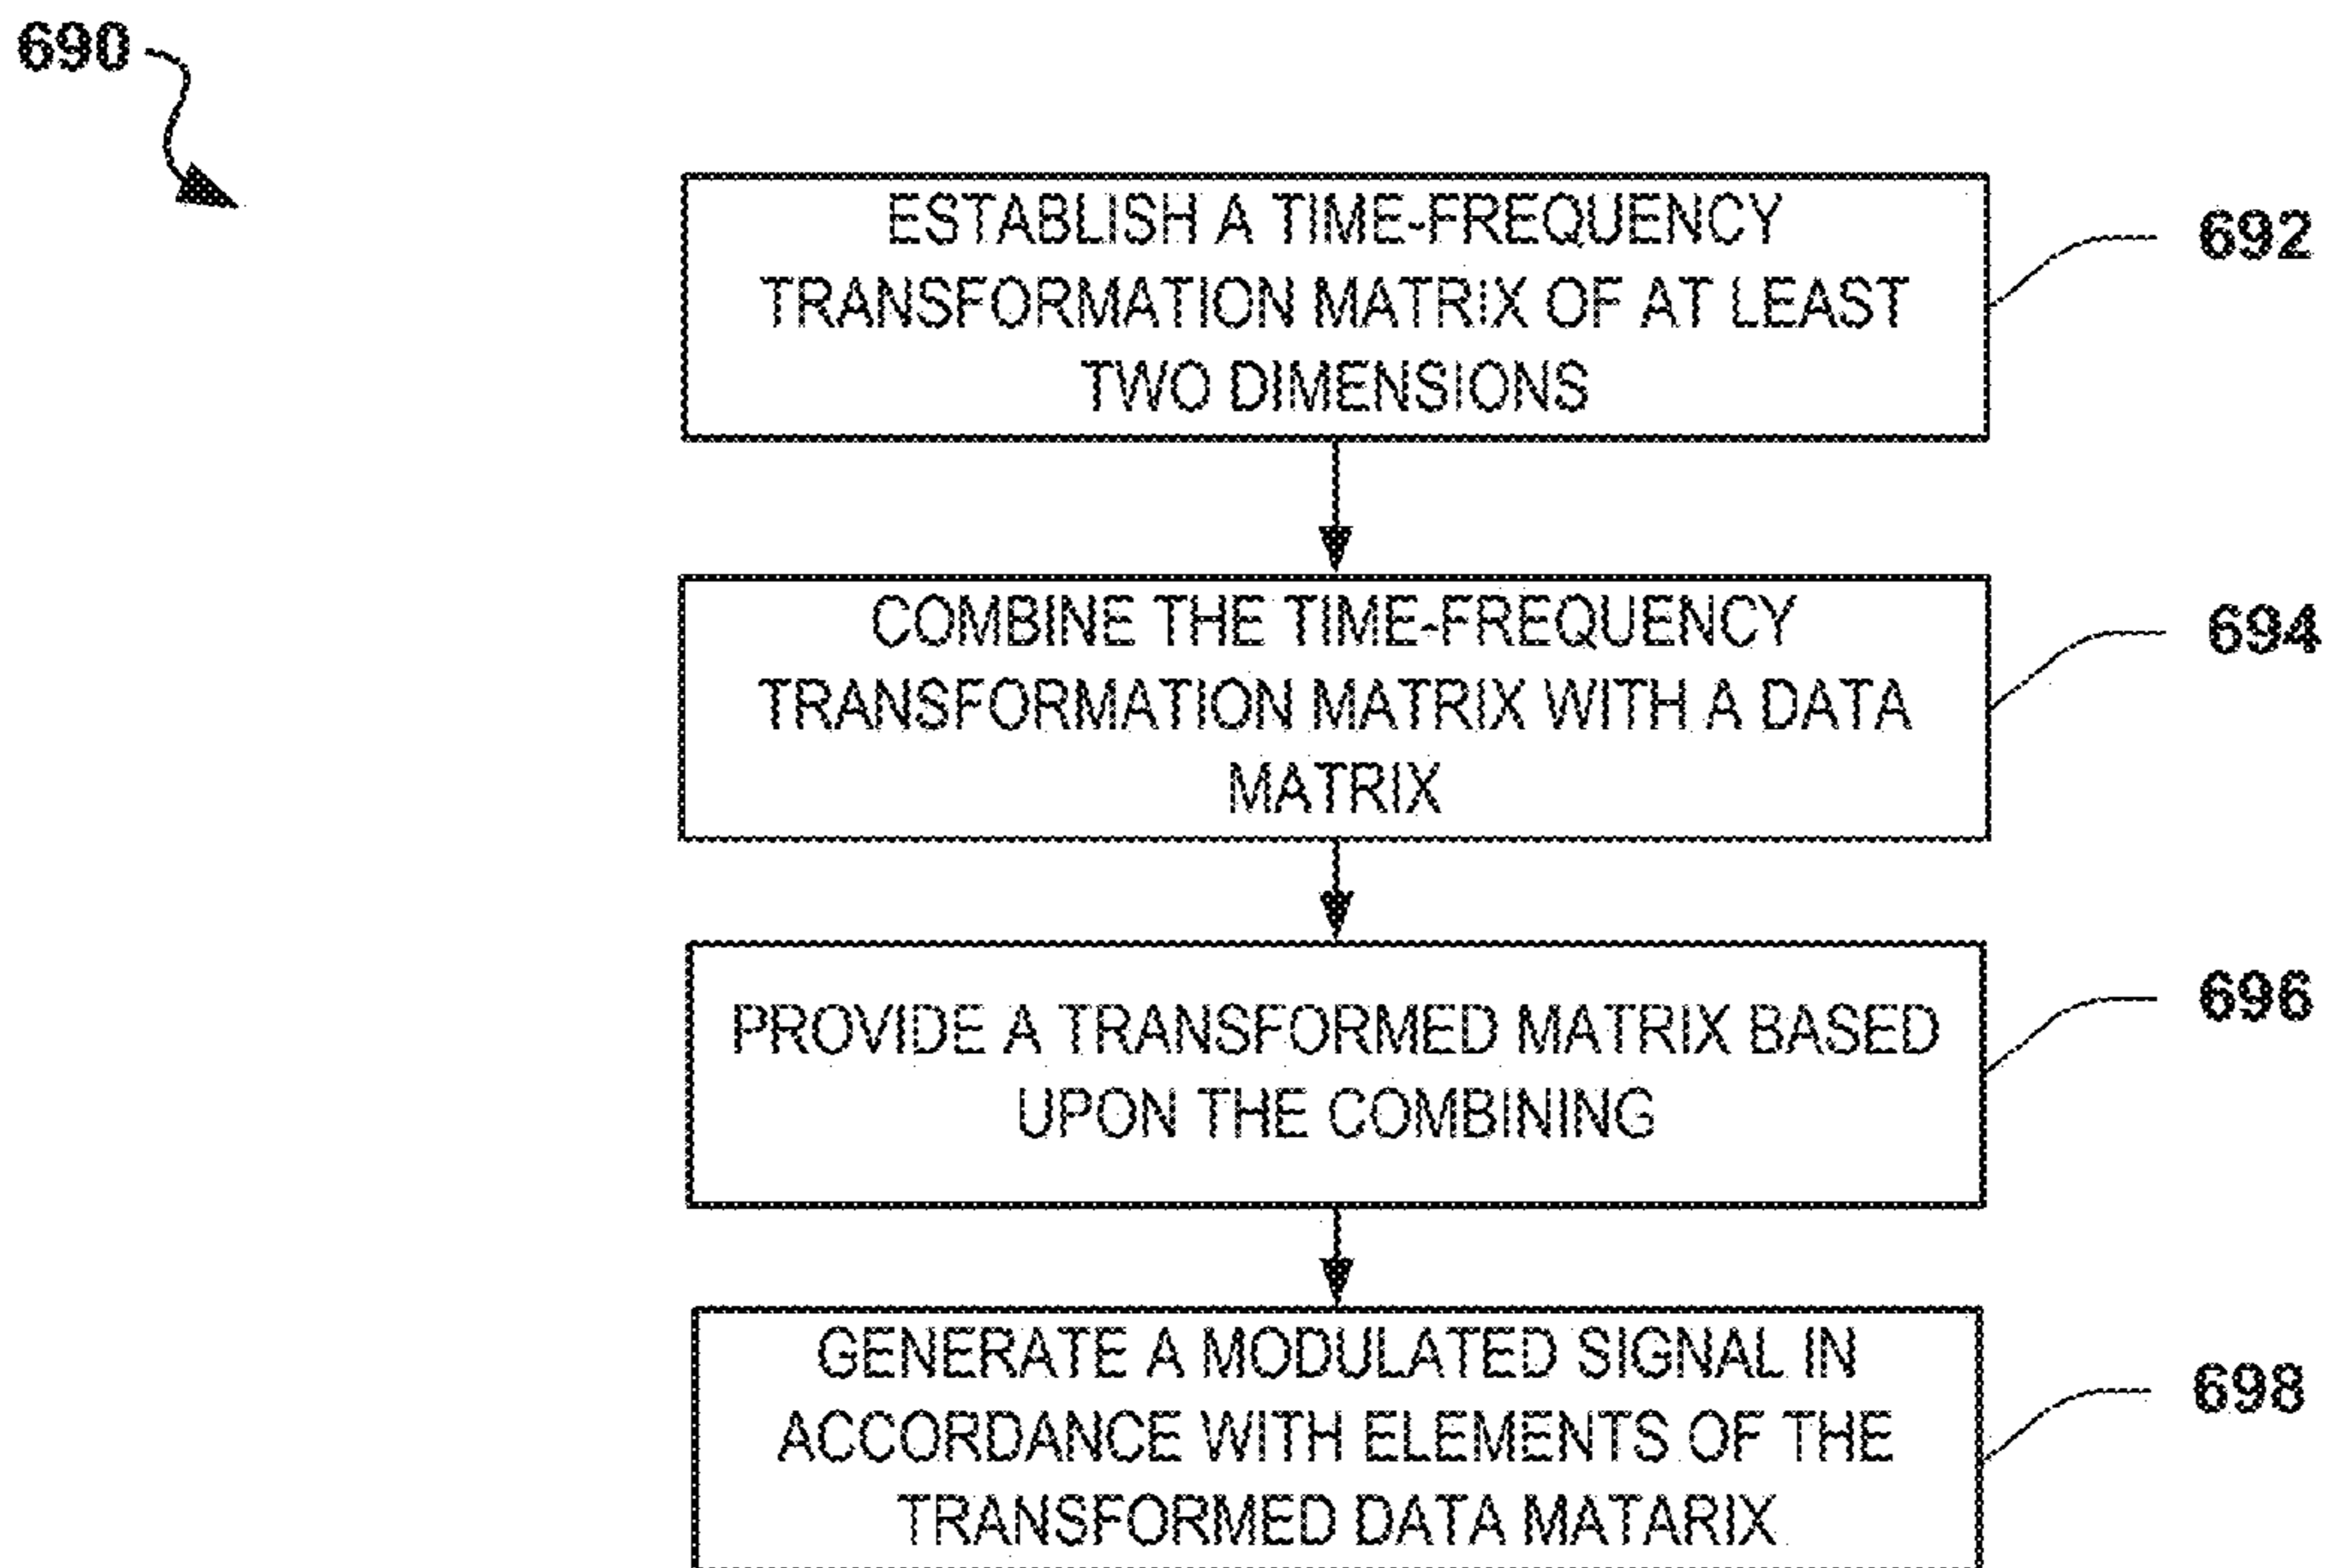 690
ESTABLISH A TIME-FREQUENCY
TRANSFORMATION MATRIX OF AT LEAST
TWO DIMENSIONS
692
COMBINE THE TIME-FREQUENCY
TRANSFORMATION MATRIX WITH A DATA
MATRIX
694
PROVIDE A TRANSFORMED MATRIX BASED
UPON THE COMBINING
696
GENERATE A MODULATED SIGNAL IN
ACCORDANCE WITH ELEMENTS OF THE
TRANSFORMED DATA MATARIX
698